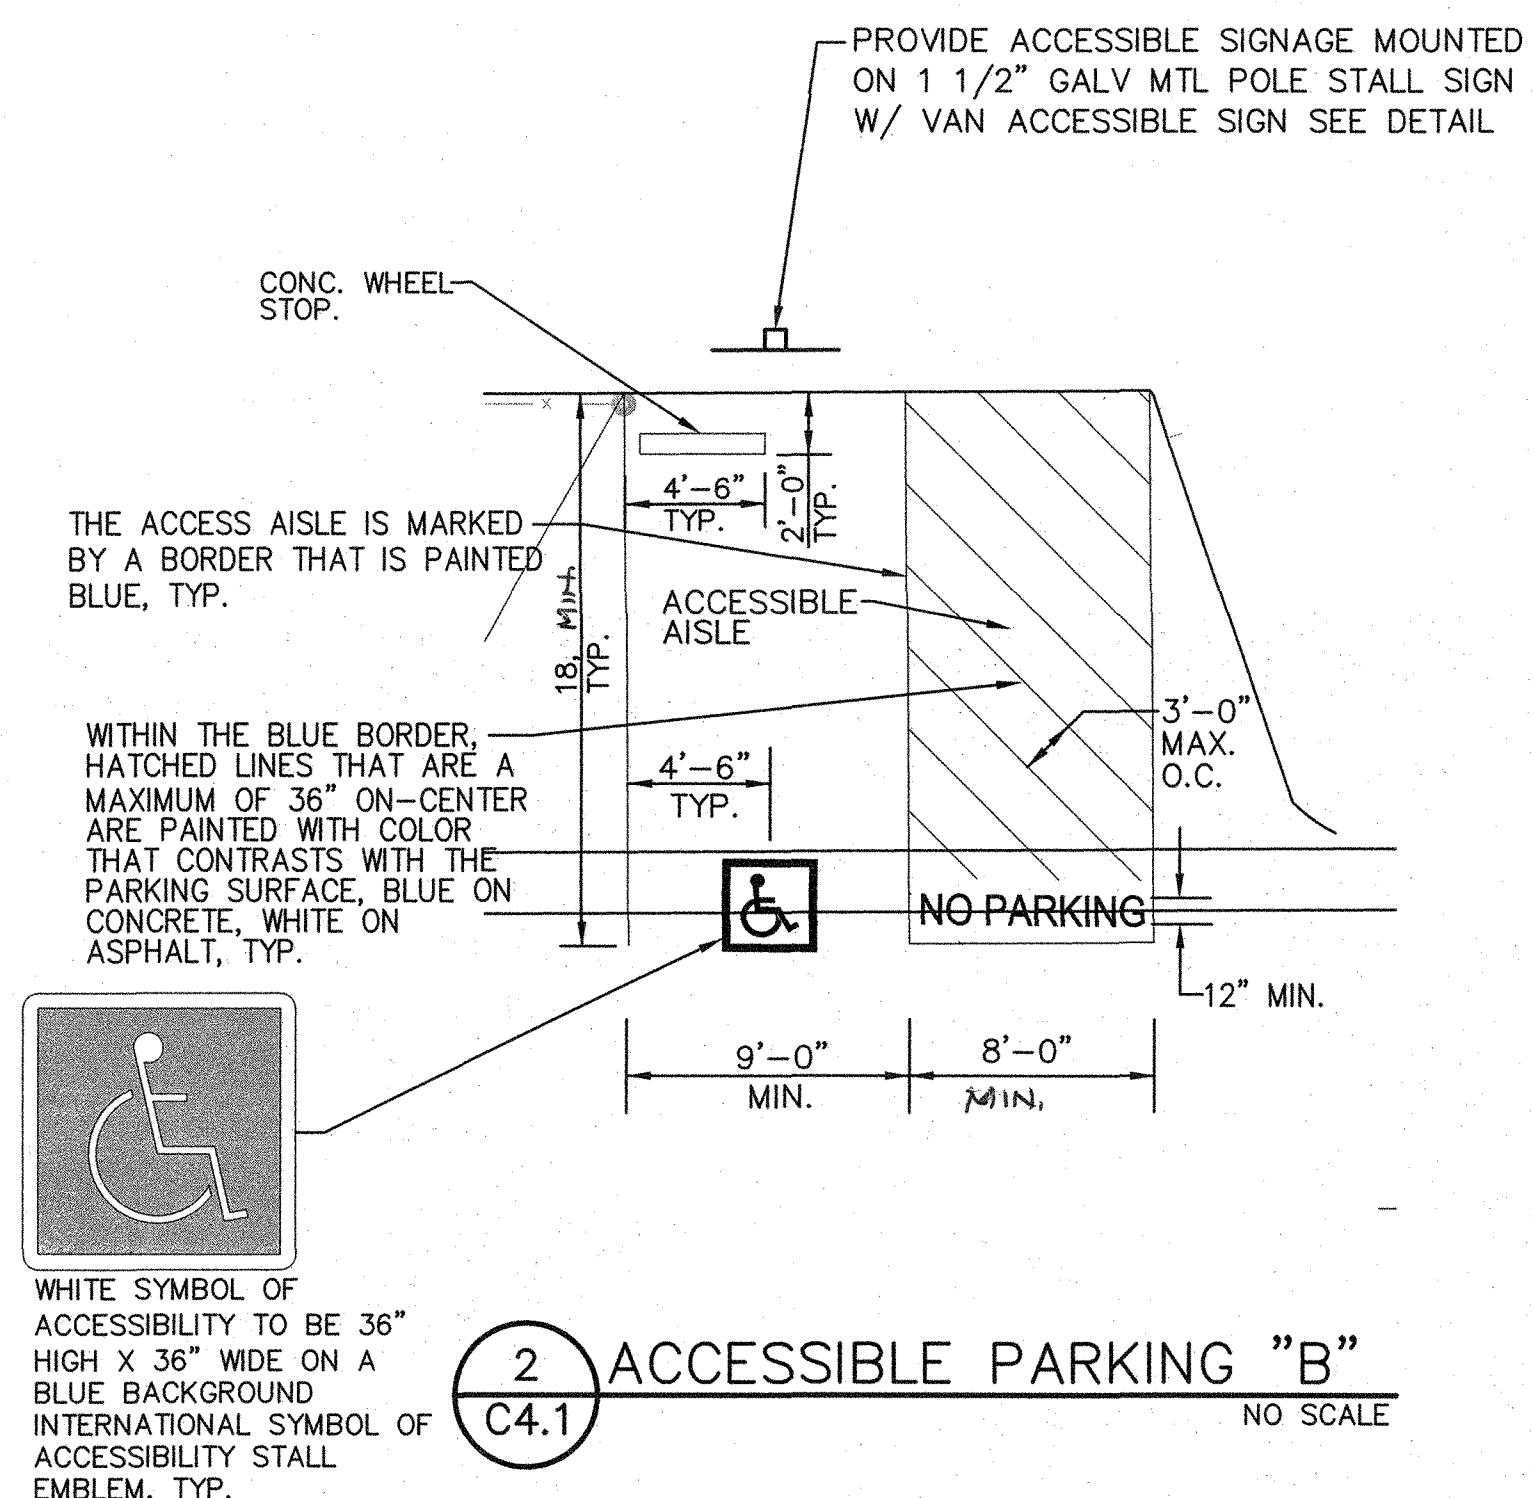 PROVIDE ACCESSIBLE SIGNAGE MOUNTED
ON 1 1/2" GALV MTL POLE STALL SIGN
W/ VAN ACCESSIBLE SIGN SEE DETAIL
CONC. WHEEL
STOP.
x
4'-6"
TYP.
2'-0"
TYP.
THE ACCESS AISLE IS MARKED
BY A BORDER THAT IS PAINTED
BLUE, TYP.
18, MIN.
TYP.
ACCESSIBLE
AISLE
WITHIN THE BLUE BORDER,
HATCHED LINES THAT ARE A
MAXIMUM OF 36" ON-CENTER
ARE PAINTED WITH COLOR
THAT CONTRASTS WITH THE
PARKING SURFACE, BLUE ON
CONCRETE, WHITE ON
ASPHALT, TYP.
4'-6"
TYP.
3'-0"
MAX.
O.C.
NO PARKING
12" MIN.
9'-0"
MIN.
8'-0"
MIN.
WHITE SYMBOL OF
ACCESSIBILITY TO BE 36"
HIGH X 36" WIDE ON A
BLUE BACKGROUND
INTERNATIONAL SYMBOL OF
ACCESSIBILITY STALL
EMBLEM, TYP.
2
C4.1
ACCESSIBLE PARKING "B"
NO SCALE